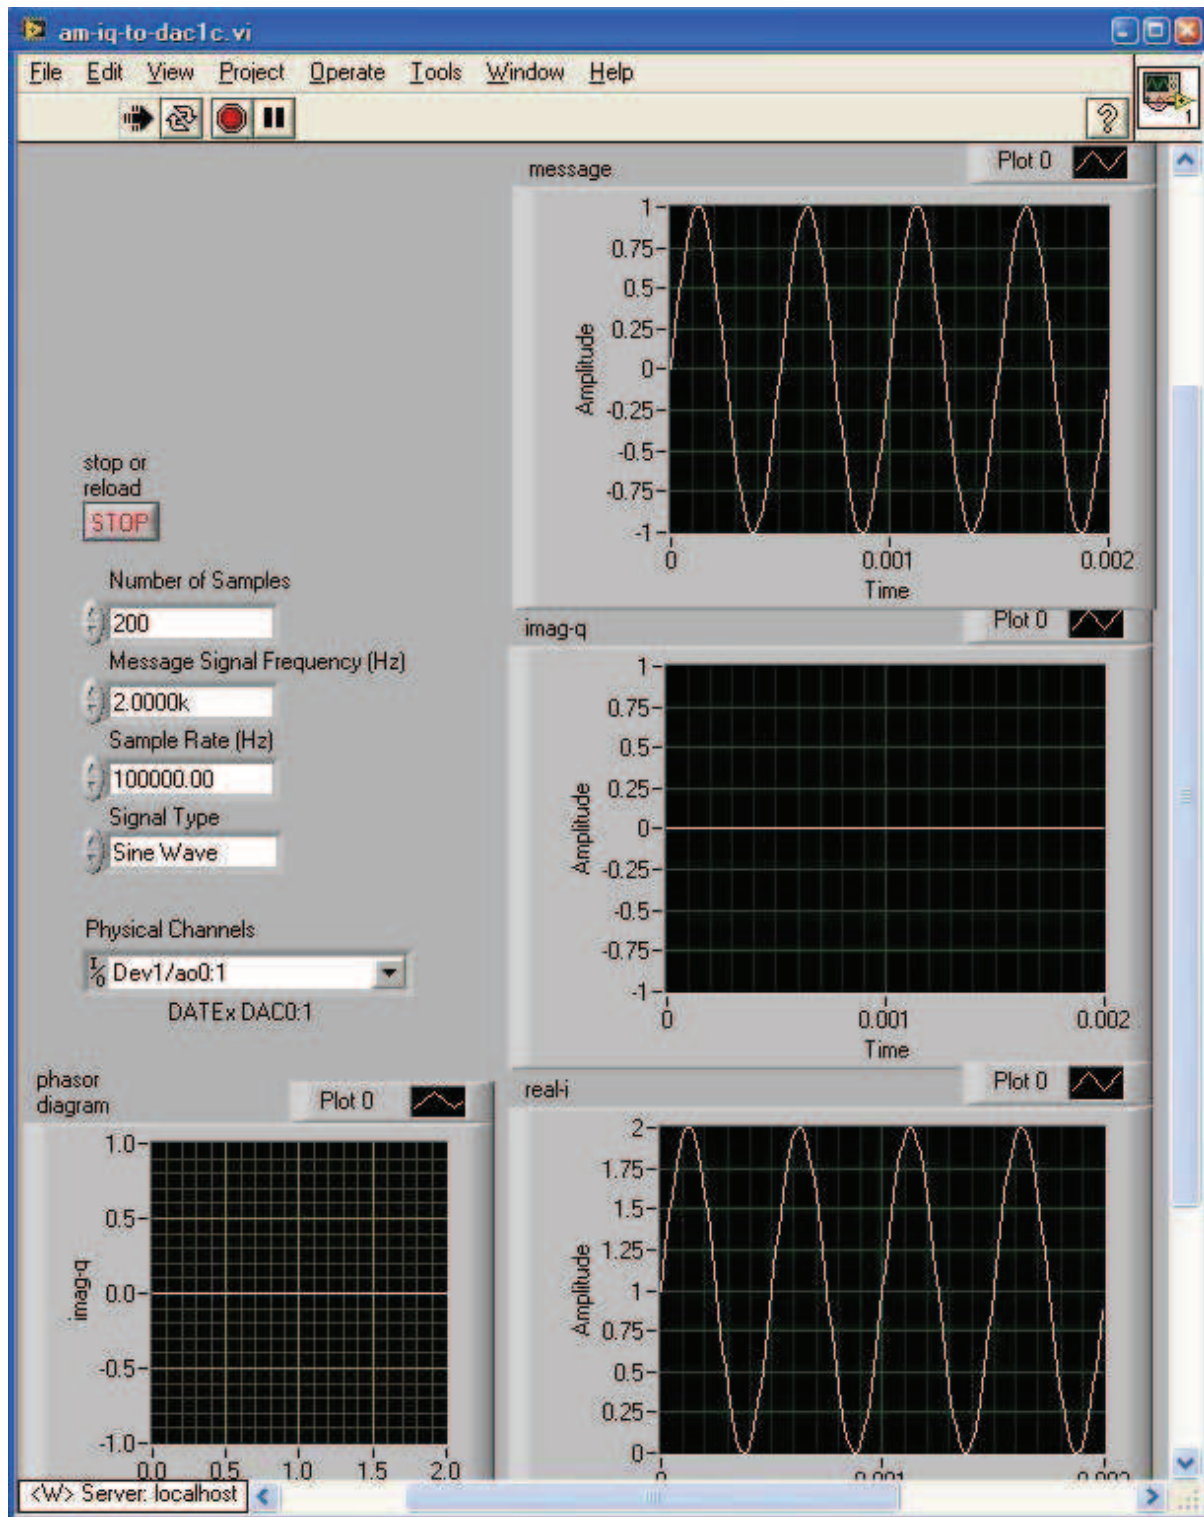 am-iq-to-dac1c.vi
File Edit View Project Operate Tools Window Help
?
1
message
Plot 0
1
0.75
0.5
0.25
0
-0.25
-0.5
-0.75
-1
Amplitude
0 0.001 0.002
Time
stop or
reload
STOP
Number of Samples
200
Message Signal Frequency (Hz)
2.0000k
Sample Rate (Hz)
100000.00
Signal Type
Sine Wave
Physical Channels
I/O Dev1/ao0:1
DATEx DAC0:1
imag-q
Plot 0
1
0.75
0.5
0.25
0
-0.25
-0.5
-0.75
-1
Amplitude
0 0.001 0.002
Time
phasor
diagram
Plot 0
1.0
0.5
0.0
-0.5
-1.0
imag-q
0.0 0.5 1.0 1.5 2.0
real-i
Plot 0
2
1.75
1.5
1.25
1
0.75
0.5
0.25
0
Amplitude
0 0.001 0.002
<W> Server: localhost